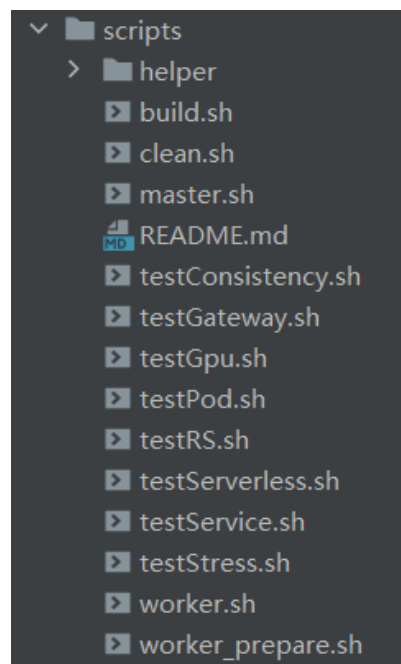 scripts
helper
build.sh
clean.sh
master.sh
MD README.md
testConsistency.sh
testGateway.sh
testGpu.sh
testPod.sh
testRS.sh
testServerless.sh
testService.sh
testStress.sh
worker.sh
worker_prepare.sh